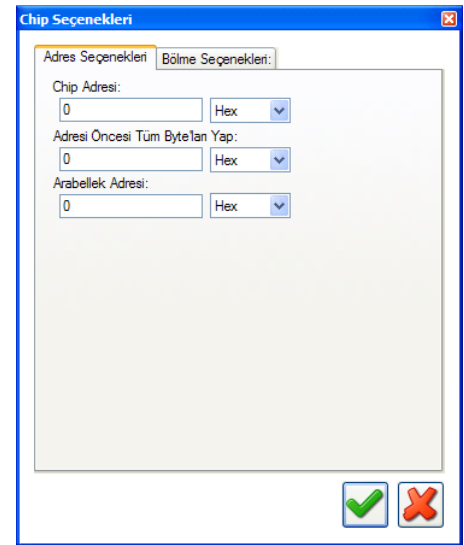 Chip Seçenekleri
Adres Seçenekleri Bölme Seçenekleri:
Chip Adresi:
0 Hex
Adresi Öncesi Tüm Byte'ları Yap:
0 Hex
Arabellek Adresi:
0 Hex